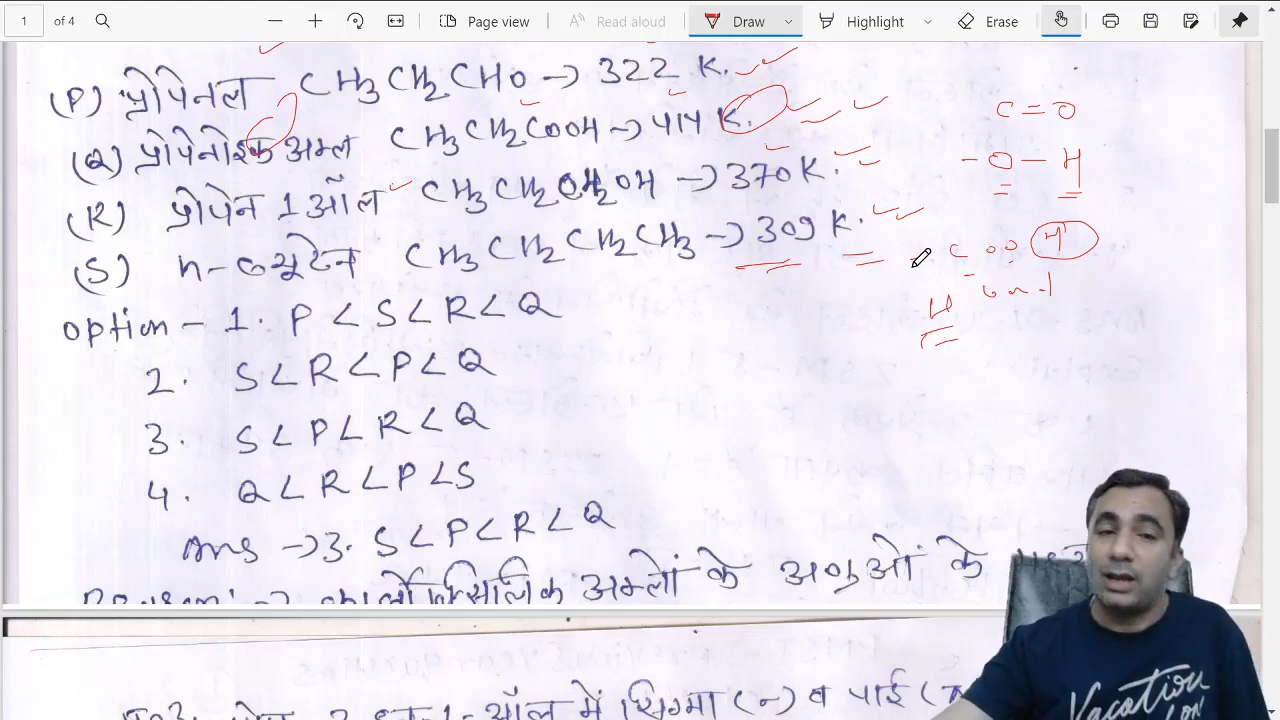 1 of 4 Page view Read aloud Draw Highlight Erase
(P) प्रोपेनल CH3CH2CHO → 322 K.
(Q) प्रोपेनोइक अम्ल CH3CH2COOH → 414 K.
(R) प्रोपेन 1 ऑल CH3CH2CH2OH → 370 K.
(S) n-ब्यूटेन CH3CH2CH2CH3 → 309 K.
C = O
- O - H
H
option - 1. P < S < R < Q
2. S < R < P < Q
3. S < P < R < Q
4. Q < R < P < S
Ans → 3. S < P < R < Q
कार्बोक्सिलिक अम्लों के अणुओं के
ऑल में सिग्मा (σ) व पाई
Vacation